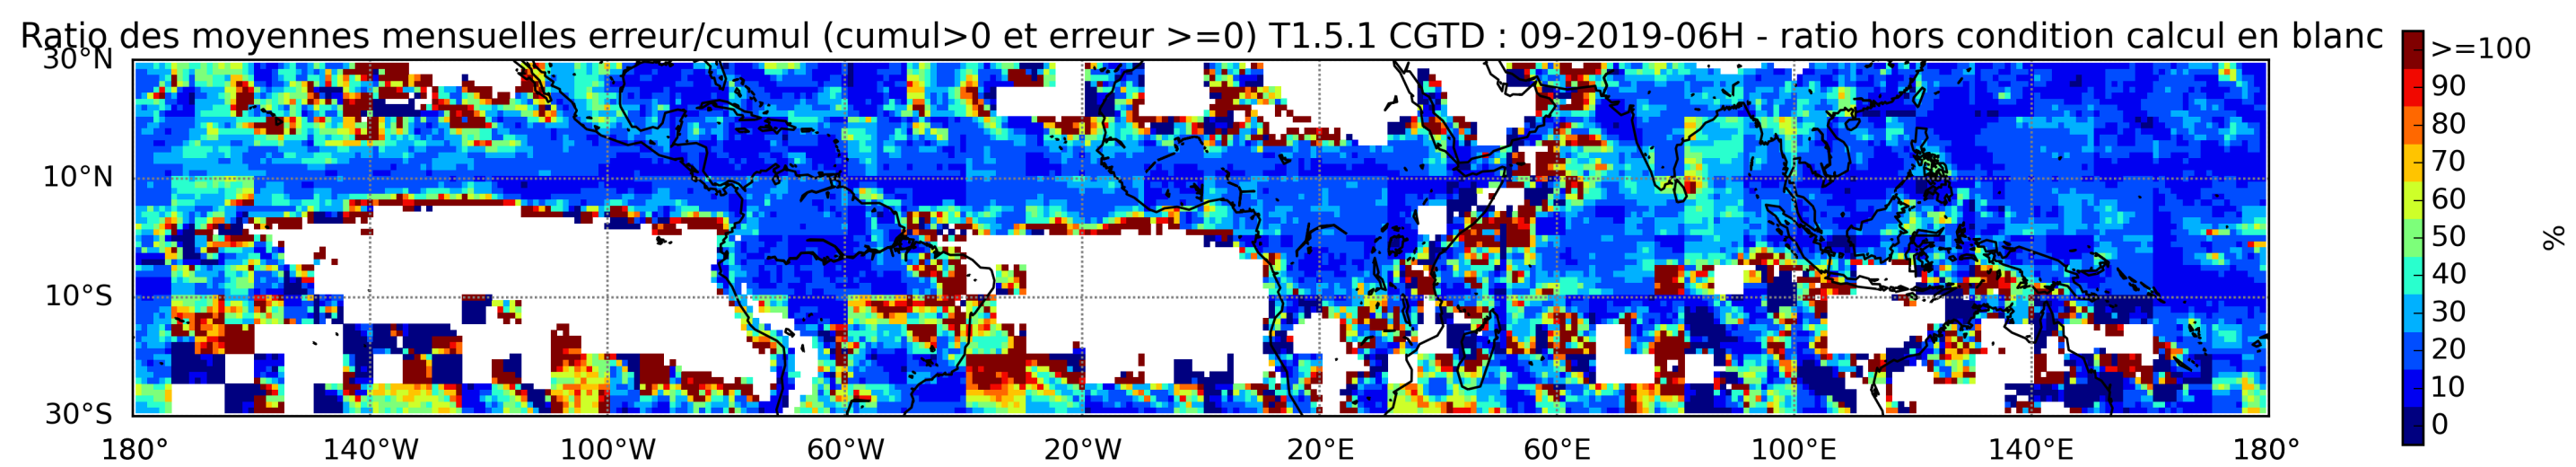 Ratio des moyennes mensuelles erreur/cumul (cumul>0 et erreur >=0) T1.5.1 CGTD : 09-2019-06H - ratio hors condition calcul en blanc
30°N
10°N
10°S
30°S
180° 140°W 100°W 60°W 20°W 20°E 60°E 100°E 140°E 180°
>=100
90
80
70
60
50
40
30
20
10
0
%